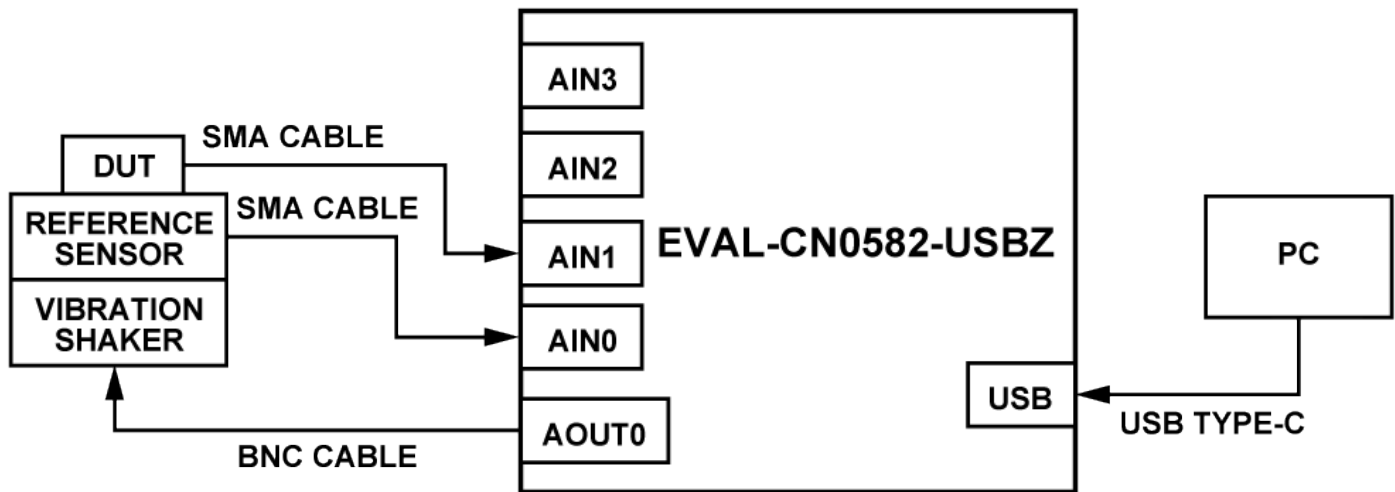 AIN3
SMA CABLE
DUT
AIN2
SMA CABLE
REFERENCE
SENSOR
EVAL-CN0582-USBZ
AIN1
PC
VIBRATION
SHAKER
AIN0
USB
USB TYPE-C
AOUT0
BNC CABLE